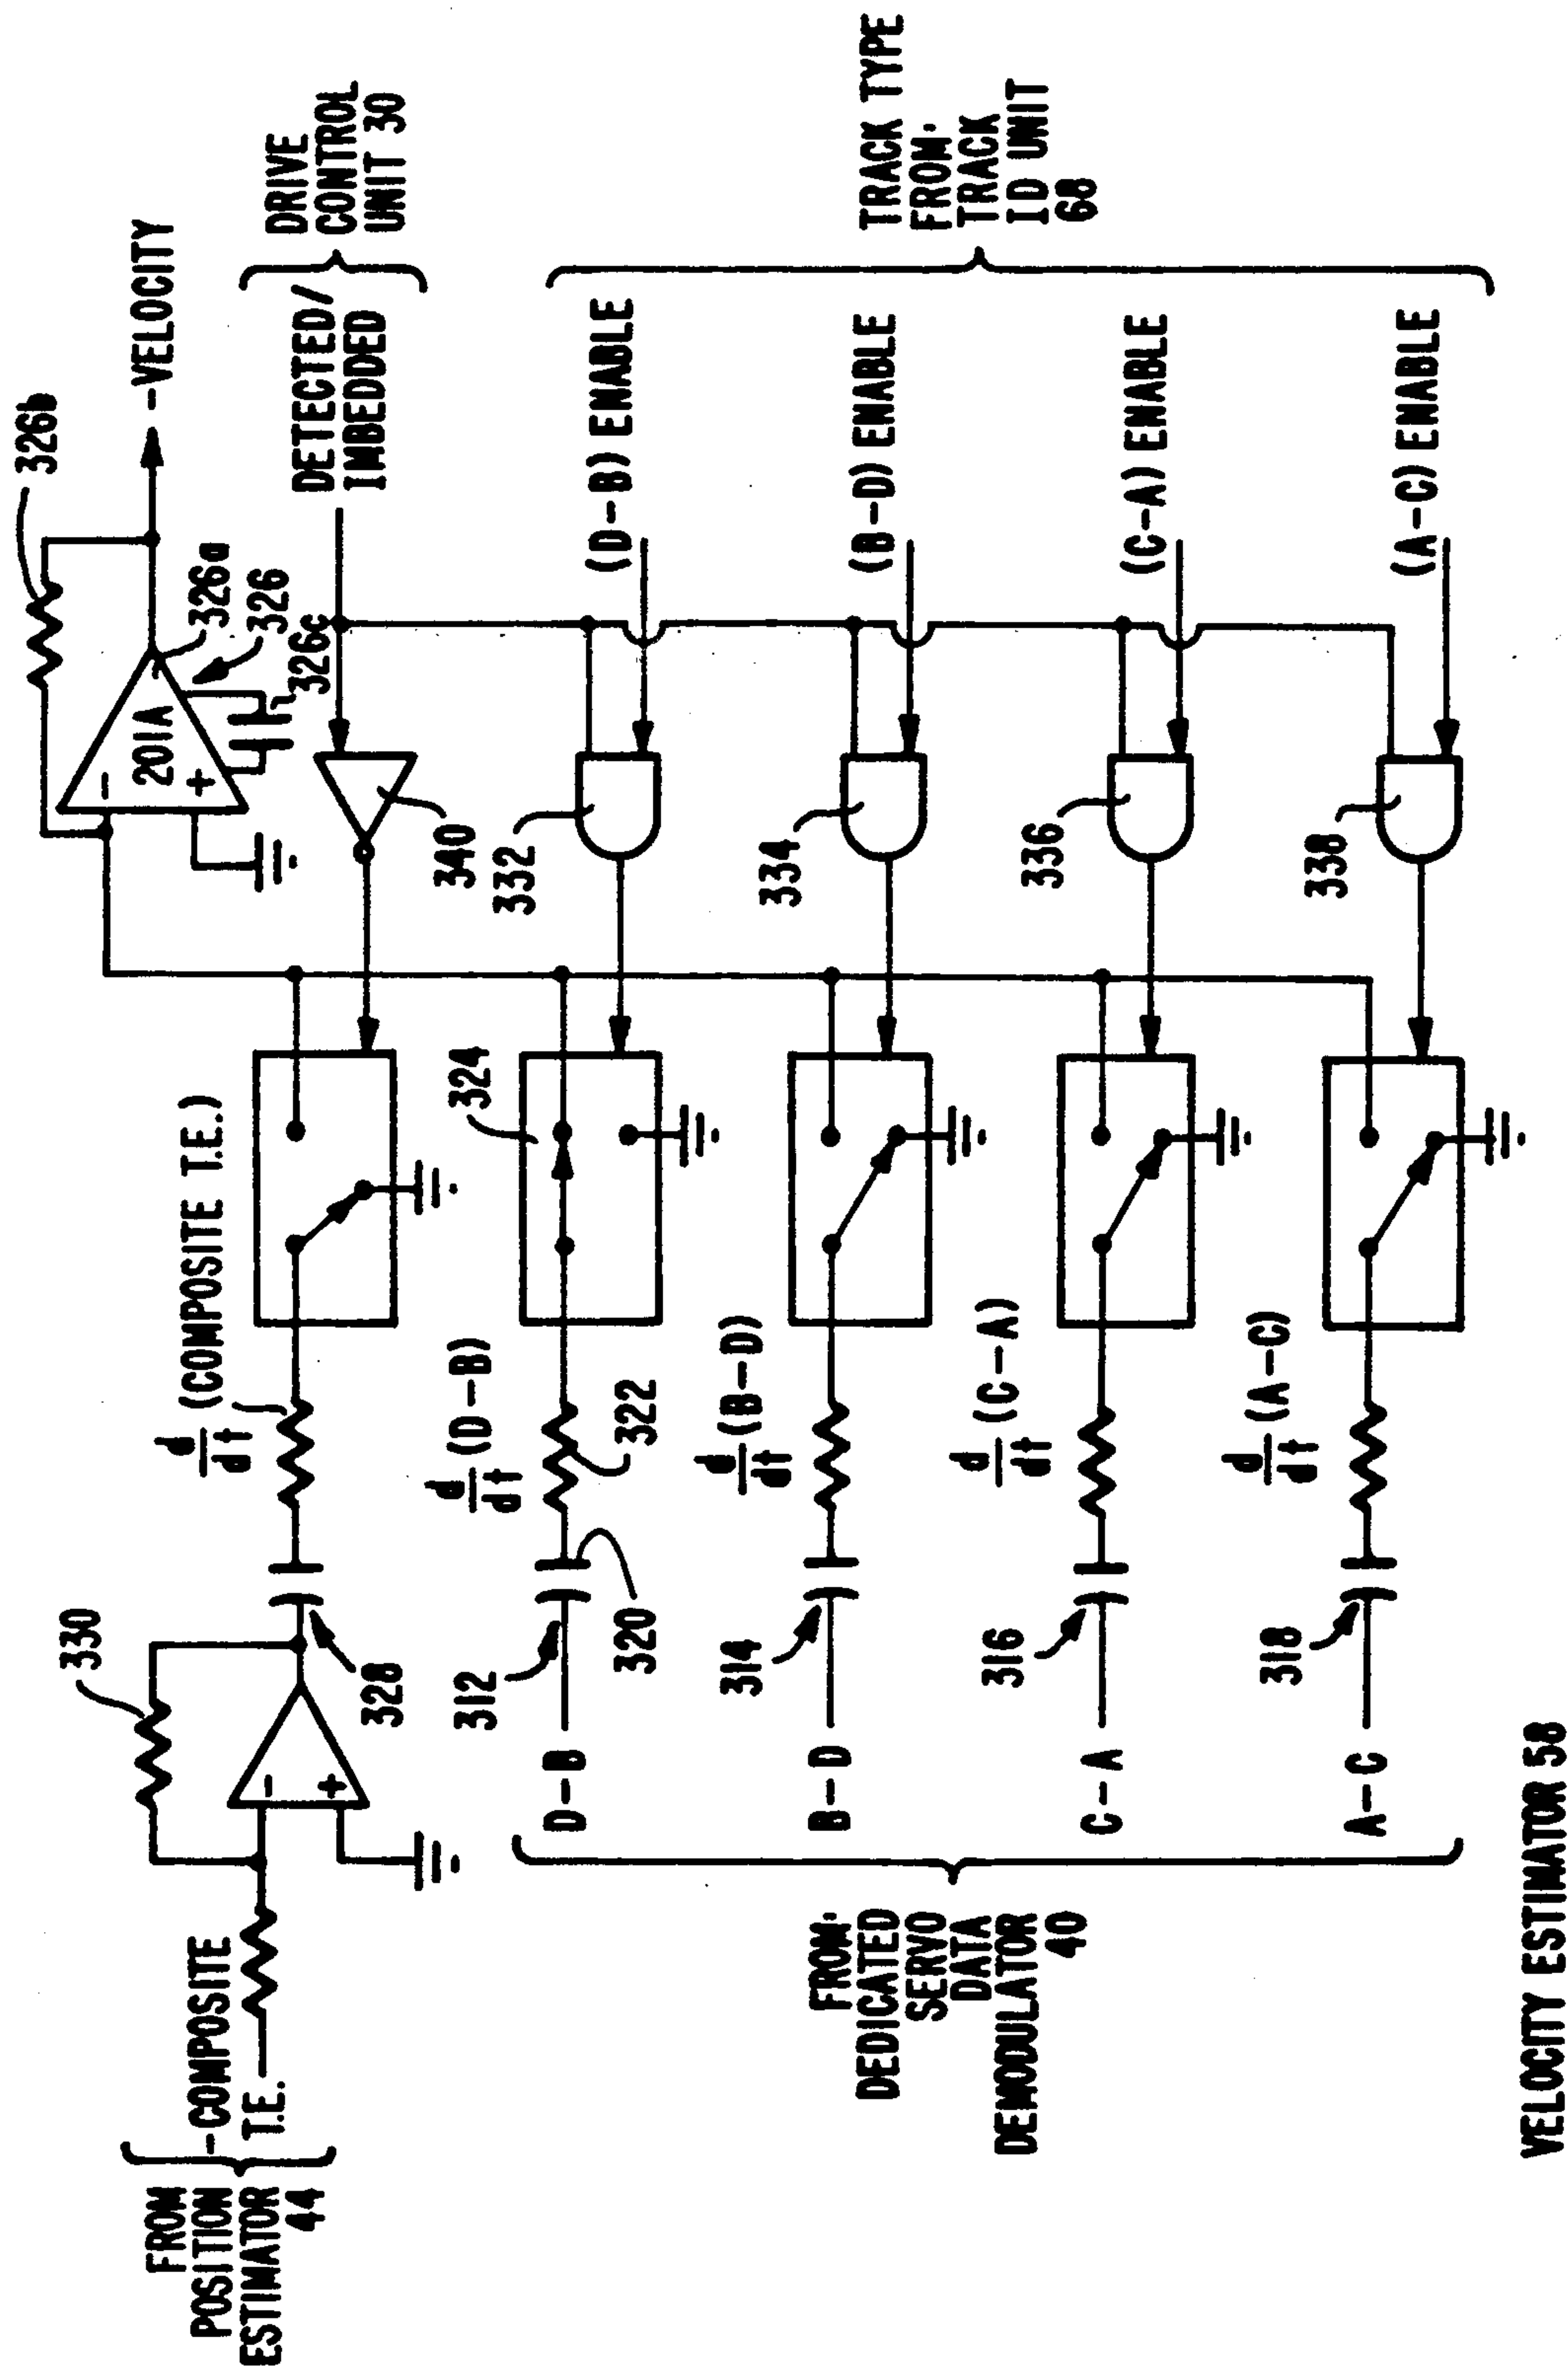 FROM
POSITION
ESTIMATOR
44
-COMPOSITE
T.E.
330
328
d/dt (COMPOSITE T.E.)
326b
201A
-
+
-
+
326a
326
326c
-VELOCITY
DETECTED/
IMBEDDED
DRIVE
CONTROL
UNIT 30
340
FROM:
DEDICATED
SERVO
DATA
DEMODULATOR
40
D-B
312
320
322
d/dt (D-B)
324
332
(D-B) ENABLE
B-D
314
d/dt (B-D)
334
(B-D) ENABLE
C-A
316
d/dt (C-A)
336
(C-A) ENABLE
A-C
318
d/dt (A-C)
338
(A-C) ENABLE
TRACK TYPE
FROM:
TRACK
ID UNIT
68
VELOCITY ESTIMATOR 58